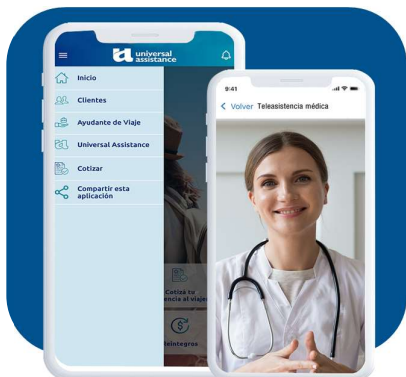 universal
assistance
Inicio
Clientes
Ayudante de Viaje
Universal Assistance
Cotizar
Compartir esta
aplicación
Cotizá tu
encia al viaje
Reintegros
9:41
Volver Teleasistencia médica